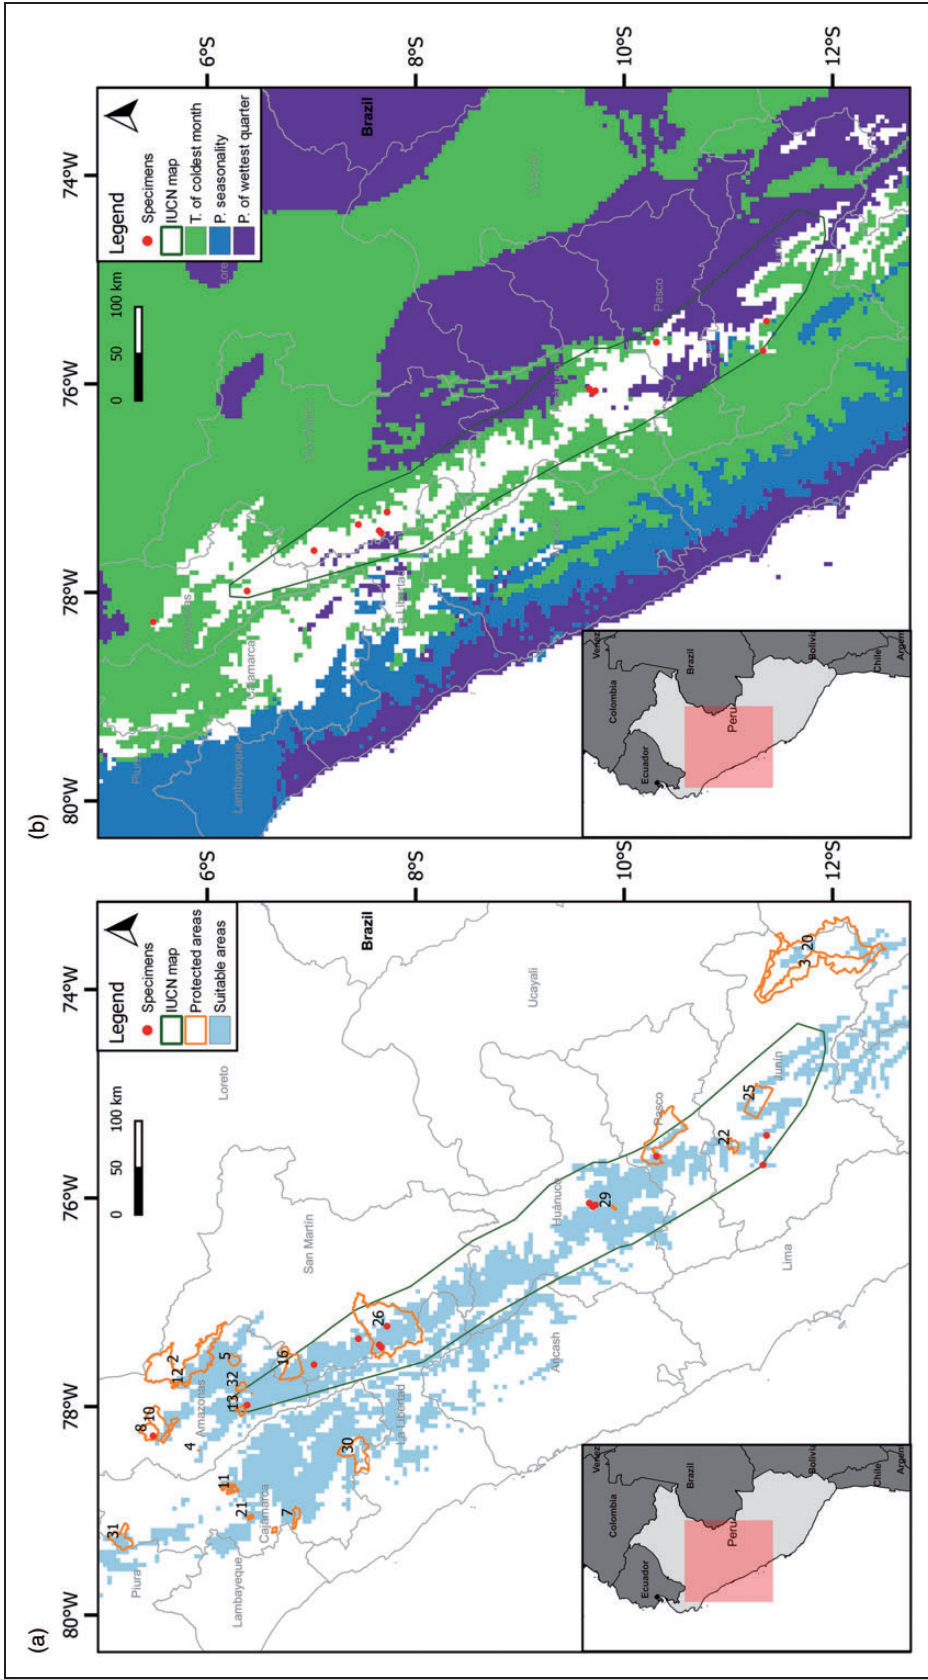 (a)
80°W
78°W
76°W
74°W
6°S
8°S
10°S
12°S
0 50 100 km
Legend
Specimens
IUCN map
Protected areas
Suitable areas
Loreto
Brazil
Piura
Lambayeque
Cajamarca
Amazonas
San Martín
La Libertad
Ancash
Huánuco
Ucayali
Pasco
Lima
Junín
31
8
10
4
12
2
5
11
21
13
32
16
7
30
26
29
22
25
3
20
Colombia
Venez
Ecuador
Brazil
Peru
Bolivia
Chile
Argen
(b)
80°W
78°W
76°W
74°W
6°S
8°S
10°S
12°S
0 50 100 km
Legend
Specimens
IUCN map
T. of coldest month
P. seasonality
P. of wettest quarter
Brazil
Lambayeque
La Libertad
Pasco
Colombia
Venez
Ecuador
Brazil
Peru
Bolivia
Chile
Argen